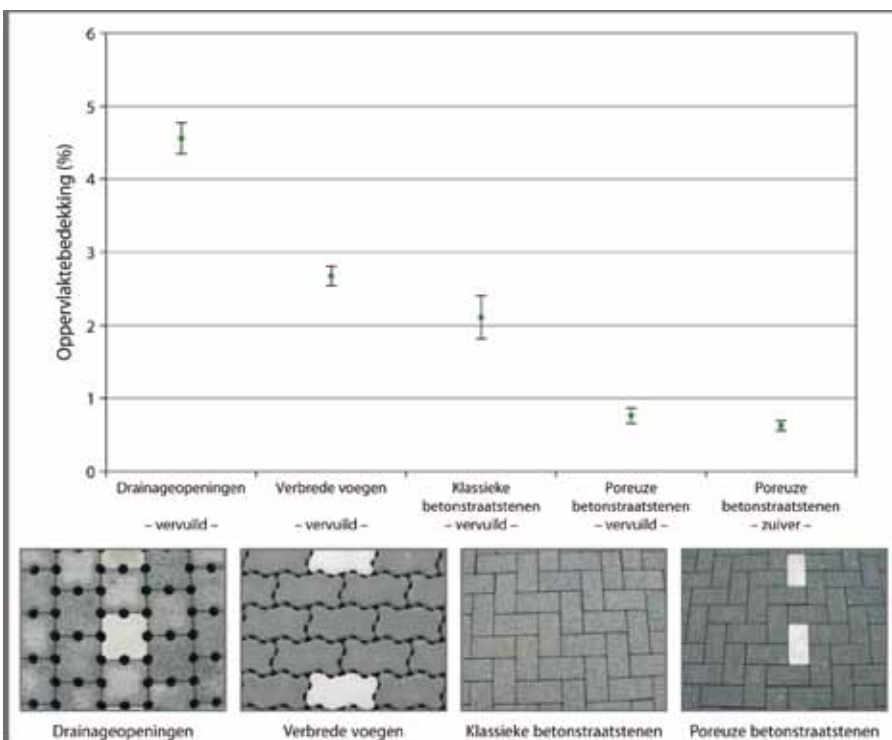 Oppervlaktebedekking (%)
6
5
4
3
2
1
0
Drainageopeningen
– vervuild –
Verbrede voegen
– vervuild –
Klassieke
betonstraatstenen
– vervuild –
Poreuze
betonstraatstenen
– vervuild –
Poreuze
betonstraatstenen
– zuiver –
Drainageopeningen
Verbrede voegen
Klassieke betonstraatstenen
Poreuze betonstraatstenen